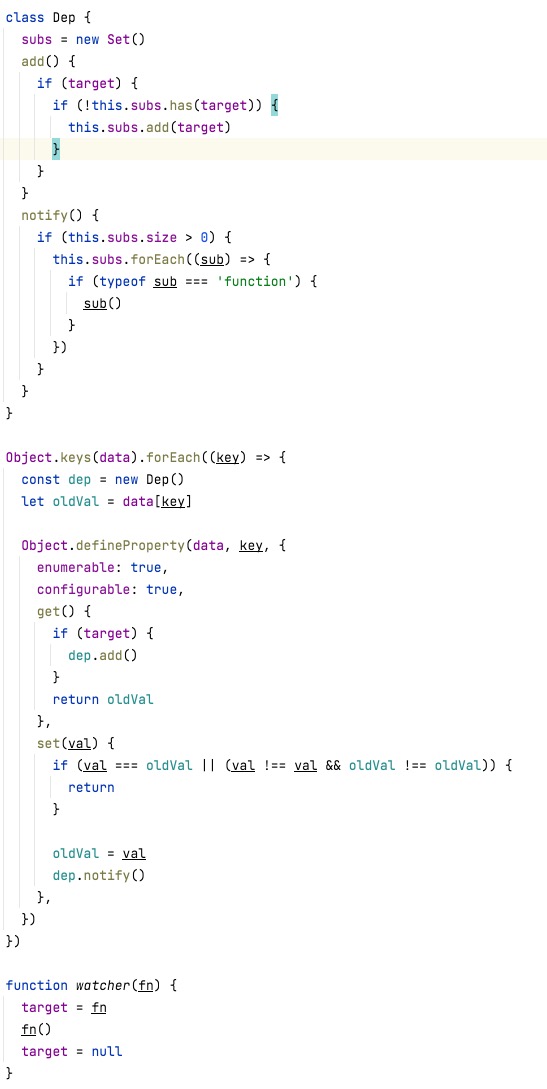 class Dep {
  subs = new Set()
  add() {
    if (target) {
      if (!this.subs.has(target)) {
        this.subs.add(target)
      }
    }
  }
  notify() {
    if (this.subs.size > 0) {
      this.subs.forEach((sub) => {
        if (typeof sub === 'function') {
          sub()
        }
      })
    }
  }
}

Object.keys(data).forEach((key) => {
  const dep = new Dep()
  let oldVal = data[key]

  Object.defineProperty(data, key, {
    enumerable: true,
    configurable: true,
    get() {
      if (target) {
        dep.add()
      }
      return oldVal
    },
    set(val) {
      if (val === oldVal || (val !== val && oldVal !== oldVal)) {
        return
      }

      oldVal = val
      dep.notify()
    },
  })
})

function watcher(fn) {
  target = fn
  fn()
  target = null
}